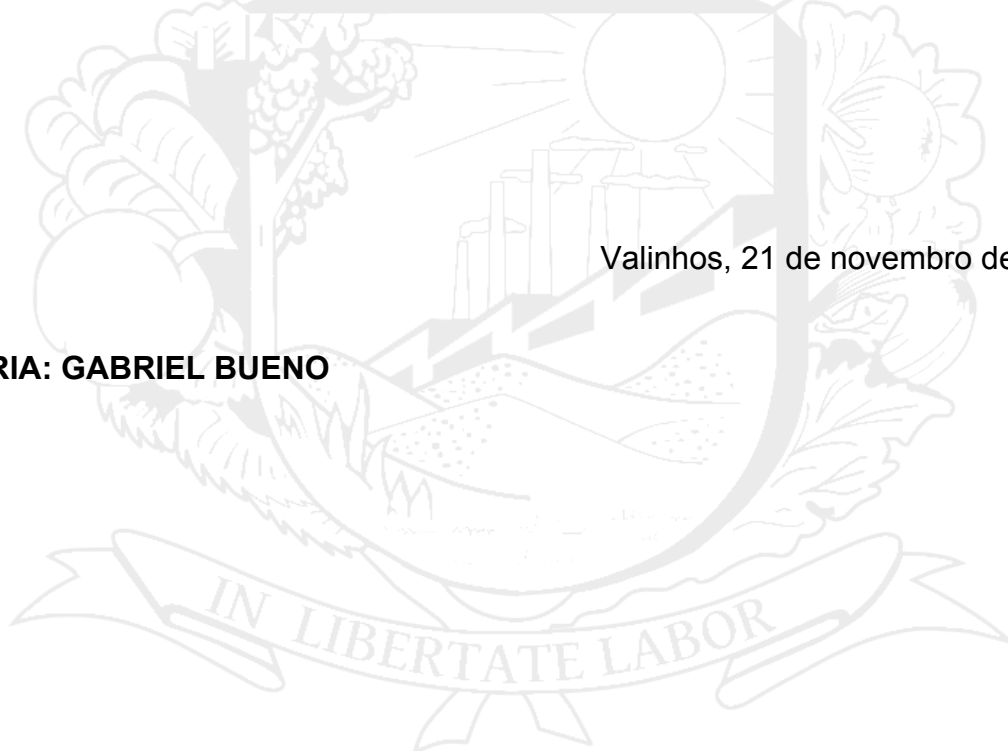 Valinhos, 21 de novembro de
RIA: GABRIEL BUENO
IN LIBERTATE LABOR